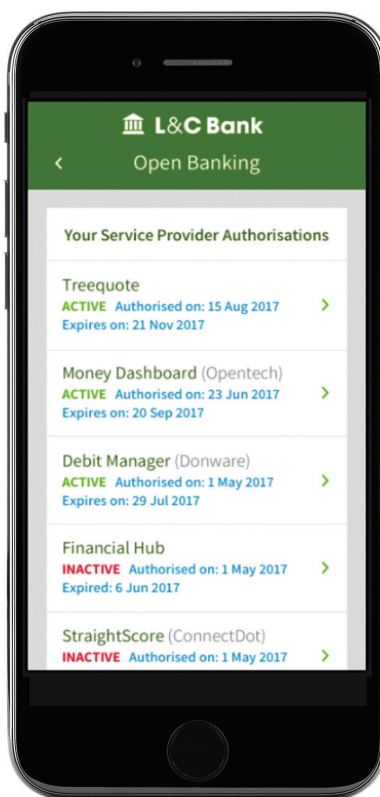 L&C Bank
Open Banking
Your Service Provider Authorisations
Treequote
ACTIVE Authorised on: 15 Aug 2017
Expires on: 21 Nov 2017
Money Dashboard (Opentech)
ACTIVE Authorised on: 23 Jun 2017
Expires on: 20 Sep 2017
Debit Manager (Donware)
ACTIVE Authorised on: 1 May 2017
Expires on: 29 Jul 2017
Financial Hub
INACTIVE Authorised on: 1 May 2017
Expired: 6 Jun 2017
StraightScore (ConnectDot)
INACTIVE Authorised on: 1 May 2017